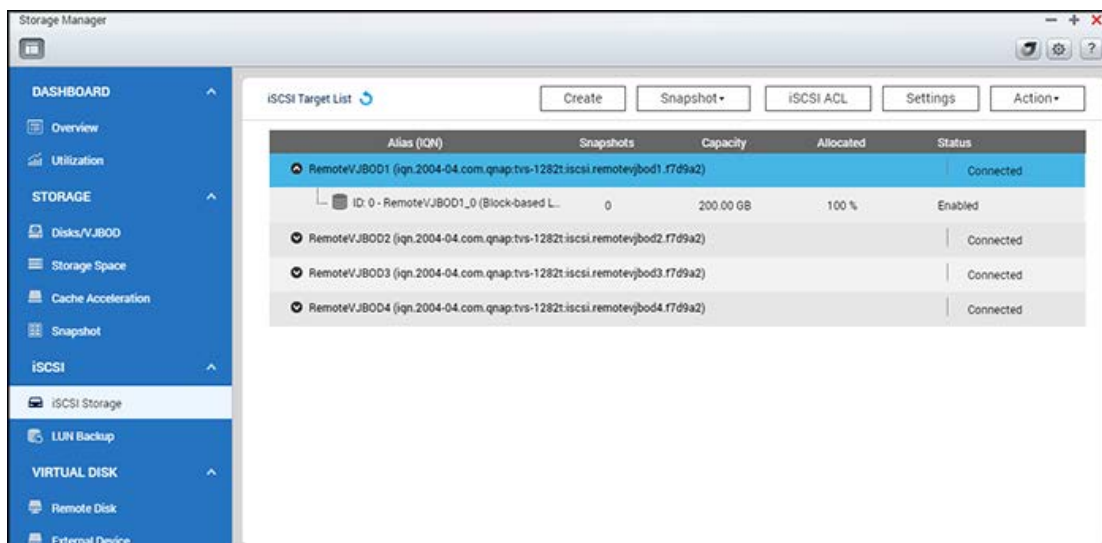 Storage Manager
DASHBOARD
Overview
Utilization
STORAGE
Disks/VJBOD
Storage Space
Cache Acceleration
Snapshot
iSCSI
iSCSI Storage
LUN Backup
VIRTUAL DISK
Remote Disk
External Device
iSCSI Target List Create Snapshot iSCSI ACL Settings Action
Alias (IQN) Snapshots Capacity Allocated Status
RemoteVJBOD1 (iqn.2004-04.com.qnap:tvs-1282t:iscsi.remotevjbod1.f7d9a2) Connected
ID: 0 - RemoteVJBOD1_0 (Block-based L... 0 200.00 GB 100 % Enabled
RemoteVJBOD2 (iqn.2004-04.com.qnap:tvs-1282t:iscsi.remotevjbod2.f7d9a2) Connected
RemoteVJBOD3 (iqn.2004-04.com.qnap:tvs-1282t:iscsi.remotevjbod3.f7d9a2) Connected
RemoteVJBOD4 (iqn.2004-04.com.qnap:tvs-1282t:iscsi.remotevjbod4.f7d9a2) Connected